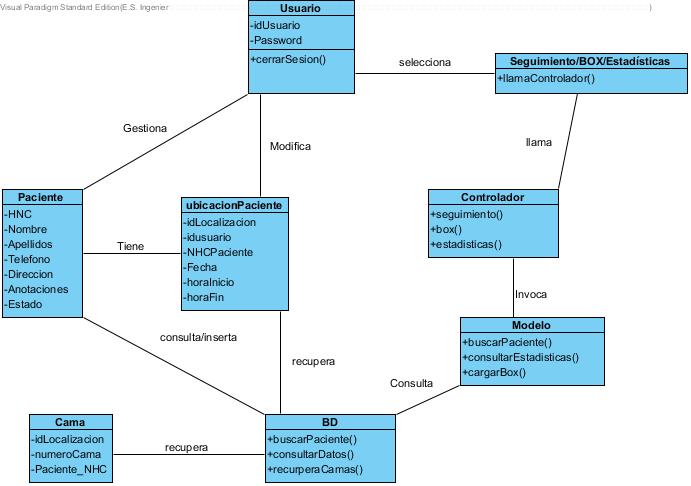 Visual Paradigm Standard Edition(E.S. Ingenier )
Usuario
-idUsuario
-Password
+cerrarSesion()
selecciona
Seguimiento/BOX/Estadísticas
+llamaControlador()
Gestiona
Modifica
llama
Paciente
-HNC
-Nombre
-Apellidos
-Telefono
-Direccion
-Anotaciones
-Estado
Tiene
ubicacionPaciente
-idLocalizacion
-idusuario
-NHCPaciente
-Fecha
-horaInicio
-horaFin
Controlador
+seguimiento()
+box()
+estadisticas()
Invoca
Modelo
+buscarPaciente()
+consultarEstadisticas()
+cargarBox()
consulta/inserta
recupera
Consulta
Cama
-idLocalizacion
-numeroCama
-Paciente_NHC
recupera
BD
+buscarPaciente()
+consultarDatos()
+recurperaCamas()